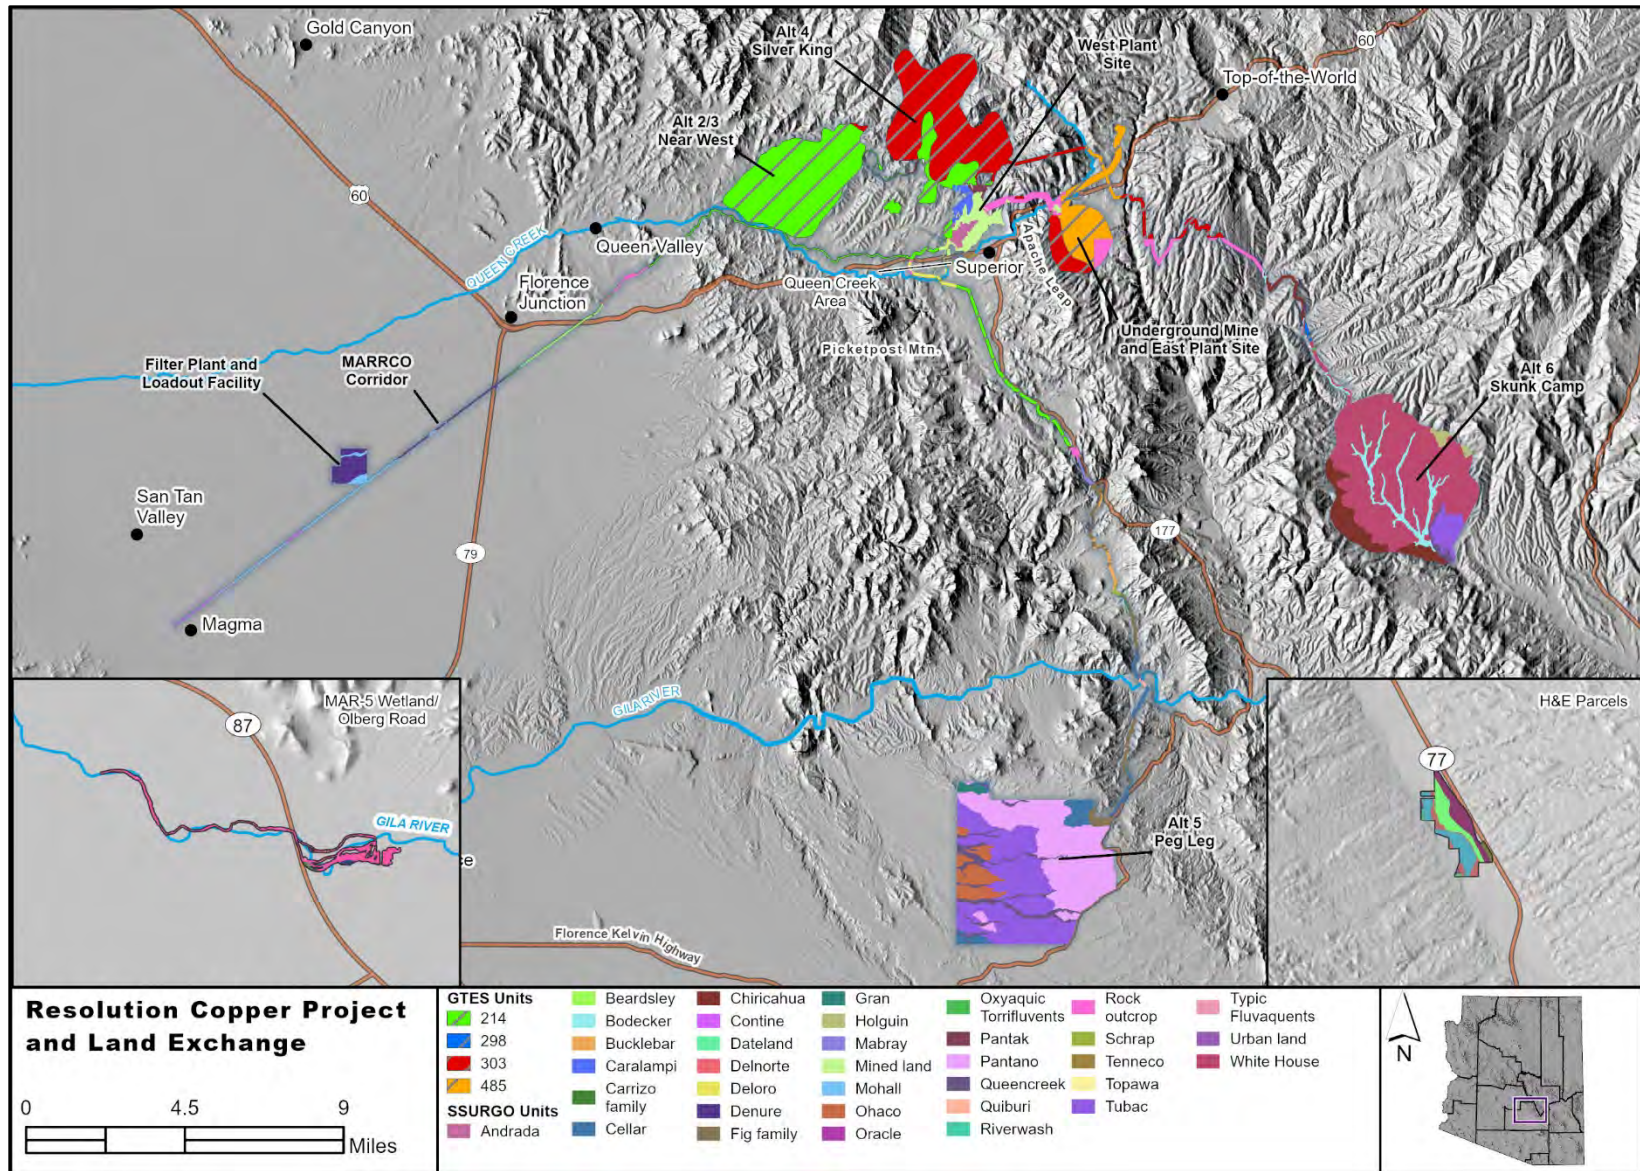 Gold Canyon
Alt 4
Silver King
West Plant
Site
60
Top-of-the-World
Alt 2/3
Near West
60
QUEEN CREEK
Queen Valley
Florence
Junction
Queen Creek
Area
Superior
Apache Leap
Picketpost Mtn.
Underground Mine
and East Plant Site
Filter Plant and
Loadout Facility
MARRCO
Corridor
Alt 6
Skunk Camp
San Tan
Valley
79
177
Magma
GILA RIVER
MAR-5 Wetland/
Olberg Road
87
GILA RIVER
ce
Alt 5
Peg Leg
Florence Kelvin Highway
H&E Parcels
77
Resolution Copper Project
and Land Exchange
0 4.5 9
Miles
GTES Units
214
298
303
485
SSURGO Units
Andrada
Beardsley
Bodecker
Bucklebar
Caralampi
Carrizo
family
Cellar
Chiricahua
Contine
Dateland
Delnorte
Deloro
Denure
Fig family
Gran
Holguin
Mabray
Mined land
Mohall
Ohaco
Oracle
Oxyaquic
Torrifluvents
Pantak
Pantano
Queencreek
Quiburi
Riverwash
Rock
outcrop
Schrap
Tenneco
Topawa
Tubac
Typic
Fluvaquents
Urban land
White House
N